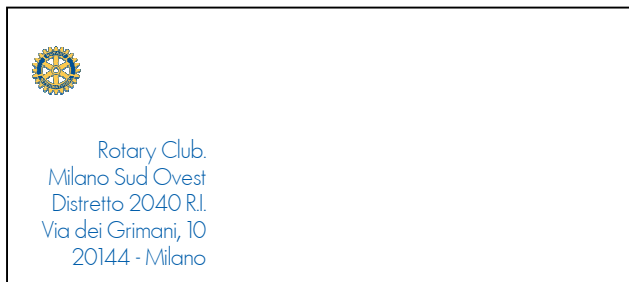 Rotary Club.
Milano Sud Ovest
Distretto 2040 R.I.
Via dei Grimani, 10
20144 - Milano